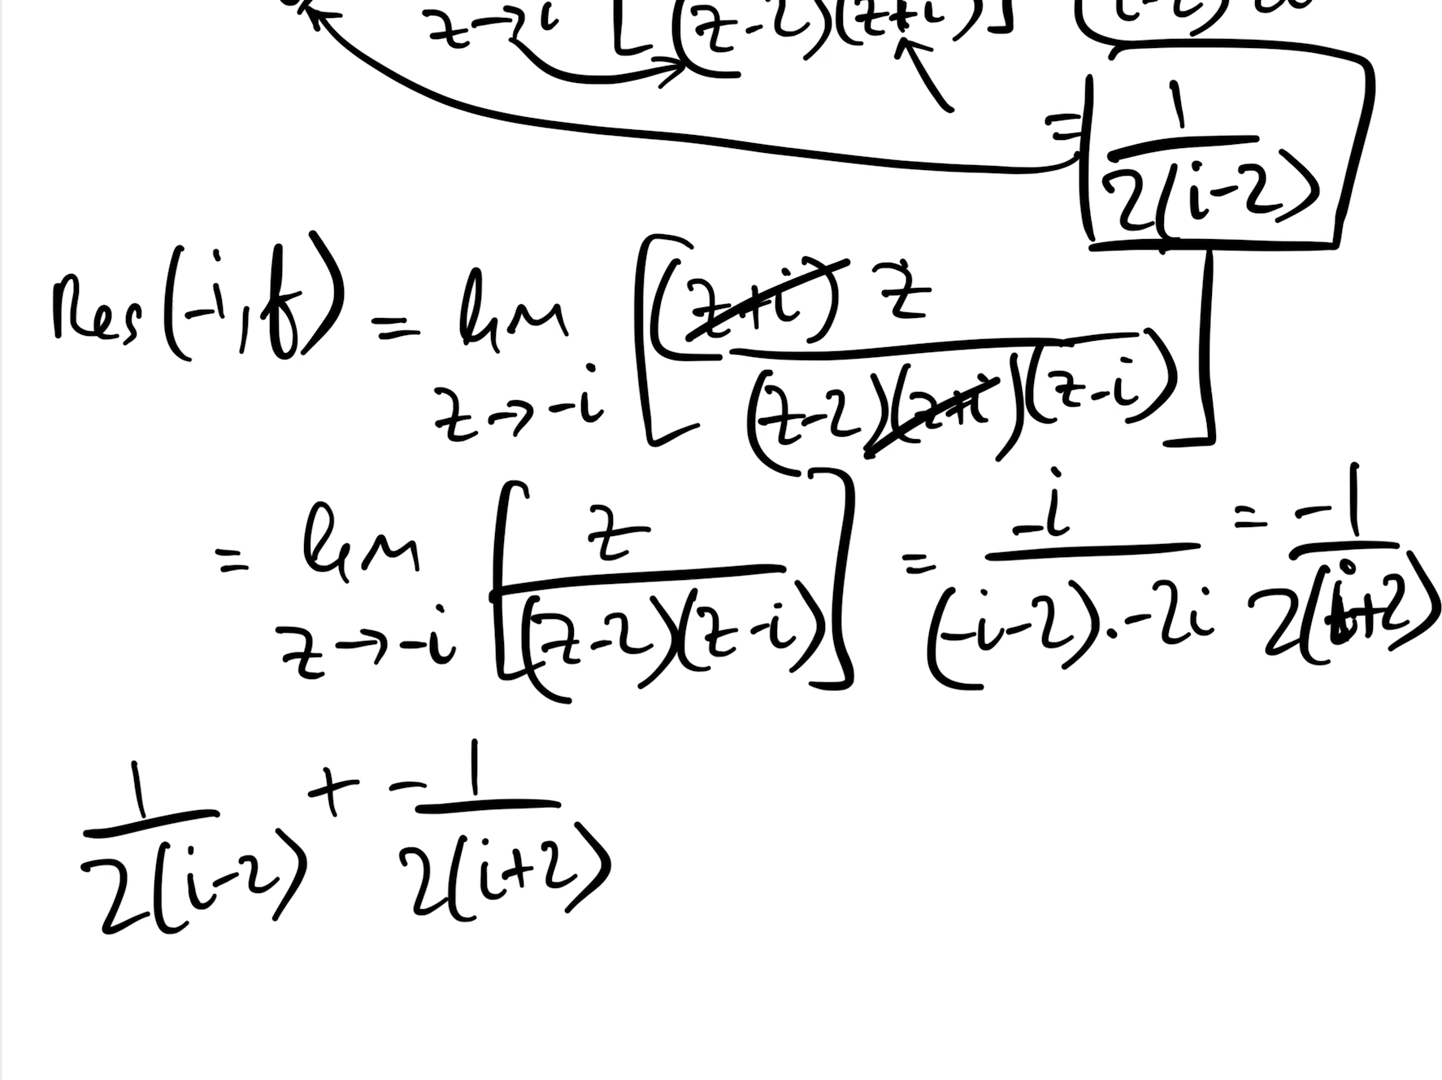 z→i [(z-2)(z+i)]
= 1/2(i-2)
Res(-i,f) = lim z→-i [(z+i) z/(z-2)(z+i)(z-i)]
= lim z→-i [z/(z-2)(z-i)] = -i/(-i-2).-2i = -1/2(i+2)
1/2(i-2) + -1/2(i+2)